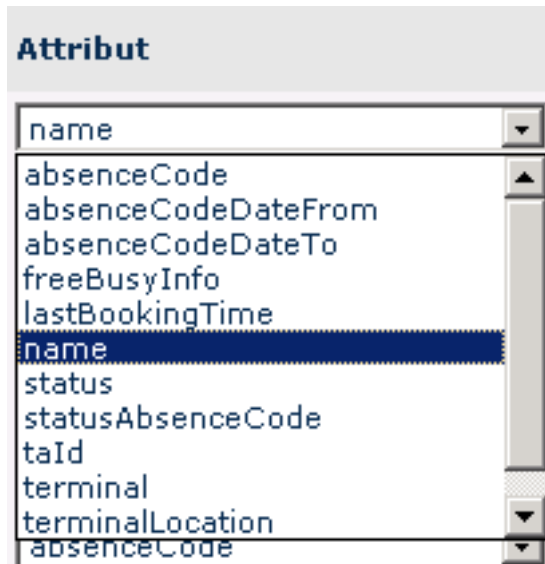 Attribut
name
absenceCode
absenceCodeDateFrom
absenceCodeDateTo
freeBusyInfo
lastBookingTime
name
status
statusAbsenceCode
taId
terminal
terminalLocation
absenceCode